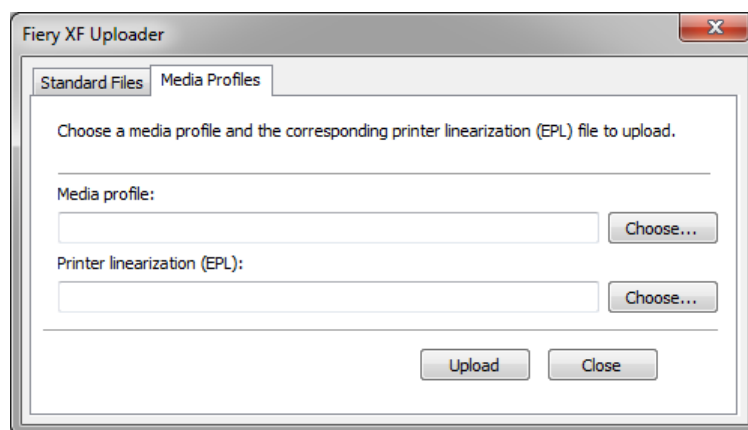 Fiery XF Uploader
Standard Files
Media Profiles
Choose a media profile and the corresponding printer linearization (EPL) file to upload.
Media profile:
Choose...
Printer linearization (EPL):
Choose...
Upload
Close